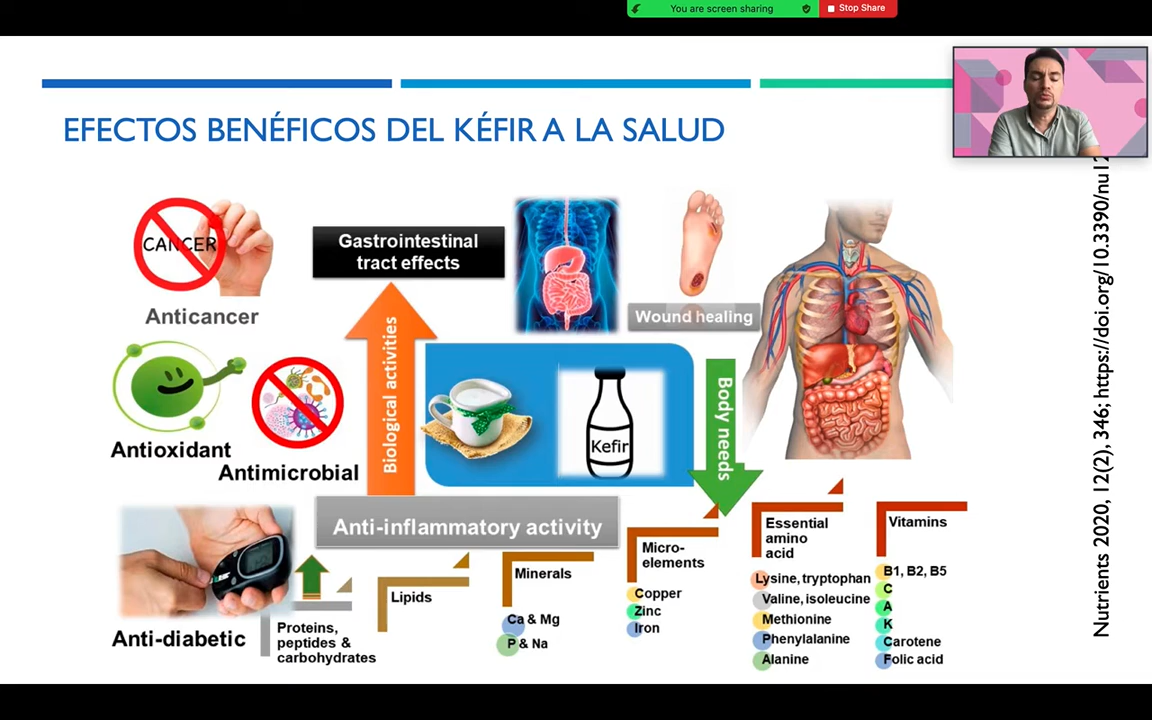 You are screen sharing
Stop Share
EFECTOS BENÉFICOS DEL KÉFIR A LA SALUD
CANCER
Anticancer
Gastrointestinal
tract effects
Wound healing
Biological activities
Kefir
Body needs
Antioxidant
Antimicrobial
Anti-inflammatory activity
Anti-diabetic
Proteins,
peptides &
carbohydrates
Lipids
Minerals
Ca & Mg
P & Na
Micro-
elements
Copper
Zinc
Iron
Essential
amino
acid
Lysine, tryptophan
Valine, isoleucine
Methionine
Phenylalanine
Alanine
Vitamins
B1, B2, B5
C
A
K
Carotene
Folic acid
Nutrients 2020, 12(2), 346; https://doi.org/10.3390/nu12